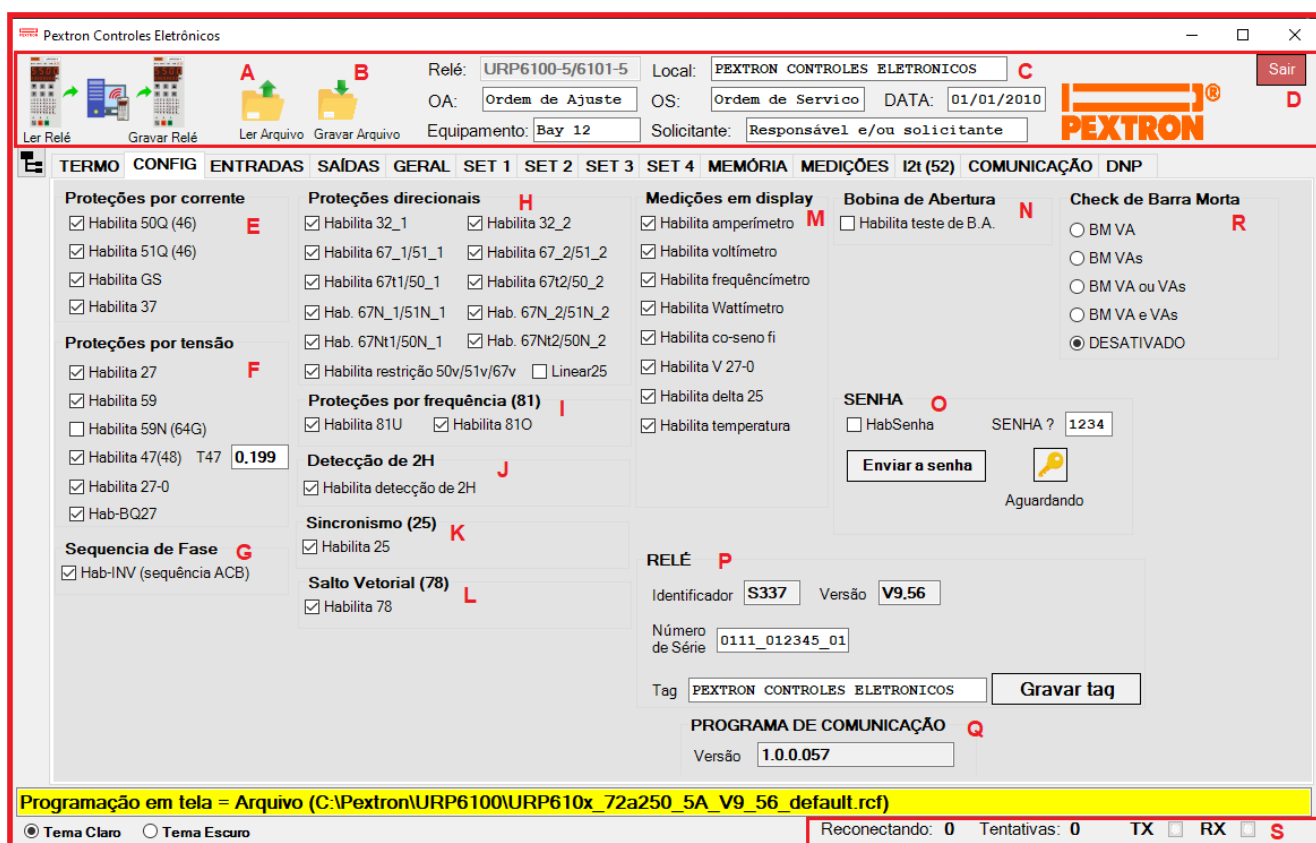 Pextron Controles Eletrônicos
Ler Relé
Gravar Relé
A
Ler Arquivo
B
Gravar Arquivo
Relé: URP6100-5/6101-5
Local: PEXTRON CONTROLES ELETRONICOS
C
OA: Ordem de Ajuste
OS: Ordem de Servico
DATA: 01/01/2010
Equipamento: Bay 12
Solicitante: Responsável e/ou solicitante
PEXTRON ®
Sair
D
TERMO CONFIG ENTRADAS SAÍDAS GERAL SET 1 SET 2 SET 3 SET 4 MEMÓRIA MEDIÇÕES I2t (52) COMUNICAÇÃO DNP
Proteções por corrente
E
Habilita 50Q (46)
Habilita 51Q (46)
Habilita GS
Habilita 37
Proteções por tensão
F
Habilita 27
Habilita 59
Habilita 59N (64G)
Habilita 47(48) T47 0.199
Habilita 27-0
Hab-BQ27
Sequencia de Fase
G
Hab-INV (sequência ACB)
Proteções direcionais
H
Habilita 32_1 Habilita 32_2
Habilita 67_1/51_1 Habilita 67_2/51_2
Habilita 67t1/50_1 Habilita 67t2/50_2
Hab. 67N_1/51N_1 Hab. 67N_2/51N_2
Hab. 67Nt1/50N_1 Hab. 67Nt2/50N_2
Habilita restrição 50v/51v/67v Linear25
Proteções por frequência (81)
I
Habilita 81U Habilita 81O
Detecção de 2H
J
Habilita detecção de 2H
Sincronismo (25)
K
Habilita 25
Salto Vetorial (78)
L
Habilita 78
Medições em display
M
Habilita amperímetro
Habilita voltímetro
Habilita frequêncímetro
Habilita Wattímetro
Habilita co-seno fi
Habilita V 27-0
Habilita delta 25
Habilita temperatura
Bobina de Abertura
N
Habilita teste de B.A.
Check de Barra Morta
R
BM VA
BM VAs
BM VA ou VAs
BM VA e VAs
DESATIVADO
SENHA
O
HabSenha SENHA ? 1234
Enviar a senha
Aguardando
RELÉ
P
Identificador S337 Versão V9.56
Número
de Série 0111_012345_01
Tag PEXTRON CONTROLES ELETRONICOS Gravar tag
PROGRAMA DE COMUNICAÇÃO
Q
Versão 1.0.0.057
Programação em tela = Arquivo (C:\Pextron\URP6100\URP610x_72a250_5A_V9_56_default.rcf)
Tema Claro Tema Escuro
Reconectando: 0 Tentativas: 0 TX RX
S